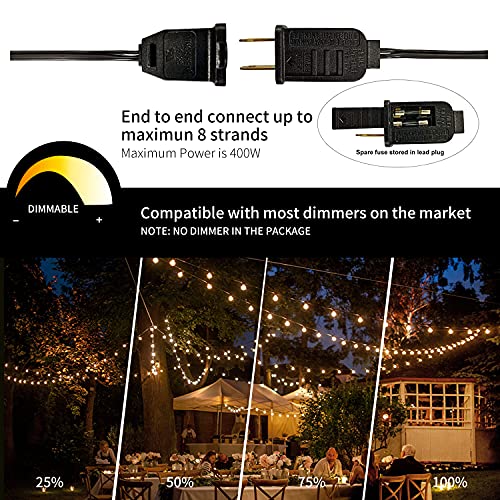 End to end connect up to
maximun 8 strands
Maximum Power is 400W
Spare fuse stored in lead plug
DIMMABLE
- +
Compatible with most dimmers on the market
NOTE: NO DIMMER IN THE PACKAGE
25% 50% 75% 100%